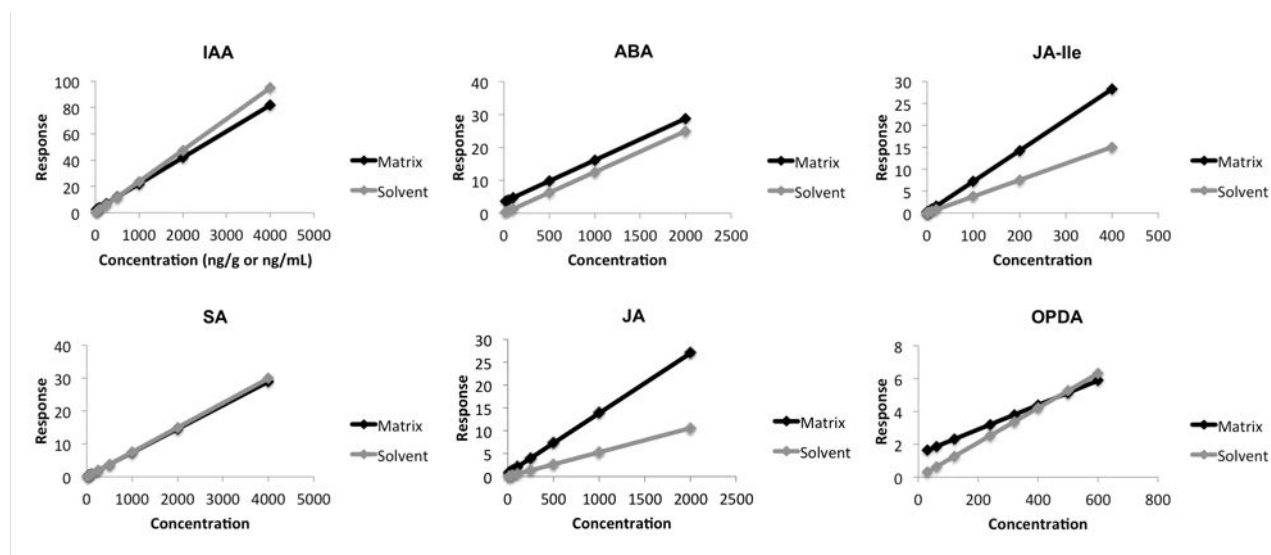 IAA
100
80
60
40
20
0
Response
0 1000 2000 3000 4000 5000
Concentration (ng/g or ng/mL)
Matrix
Solvent
ABA
40
30
20
10
0
Response
0 500 1000 1500 2000 2500
Concentration
Matrix
Solvent
JA-Ile
30
25
20
15
10
5
0
Response
0 100 200 300 400 500
Concentration
Matrix
Solvent
SA
40
30
20
10
0
Response
0 1000 2000 3000 4000 5000
Concentration
Matrix
Solvent
JA
30
25
20
15
10
5
0
Response
0 500 1000 1500 2000 2500
Concentration
Matrix
Solvent
OPDA
8
6
4
2
0
Response
0 200 400 600 800
Concentration
Matrix
Solvent